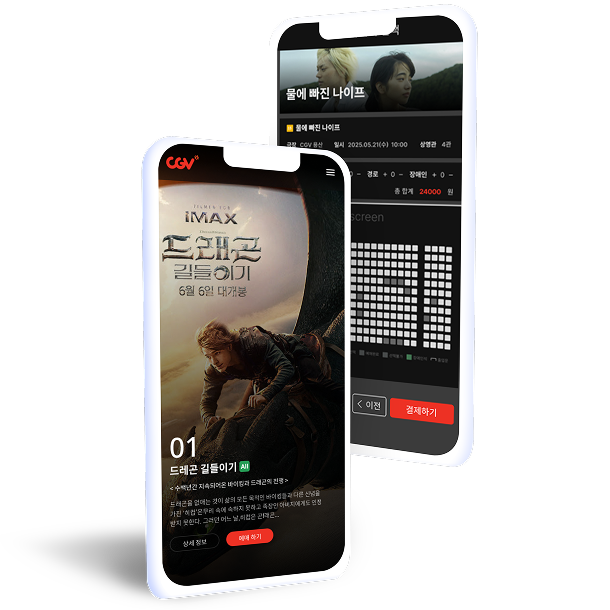 CGV
FILMED FOR
IMAX
드래곤
길들이기
6월 6일 대개봉
01
드레곤 길들이기 All
< 수백년간 지속되어온 바이킹과 드래곤의 전쟁 >
드래곤을 없애는 것이 삶의 모든 목적인 바이킹들과 다른 신념을
가진 '히컵'은 무리 속에 속하지 못하고 족장인 아버지에게도 인정
받지 못한다. 그러던 어느 날, 히컵은
상세 정보
예매 하기
물에 빠진 나이프
물에 빠진 나이프
극장 CGV 용산 일시 2025.05.21(수) 10:00 상영관 4관
0 − 경로 + 0 − 장애인 + 0 −
총 합계 24000 원
screen
< 이전
결제하기